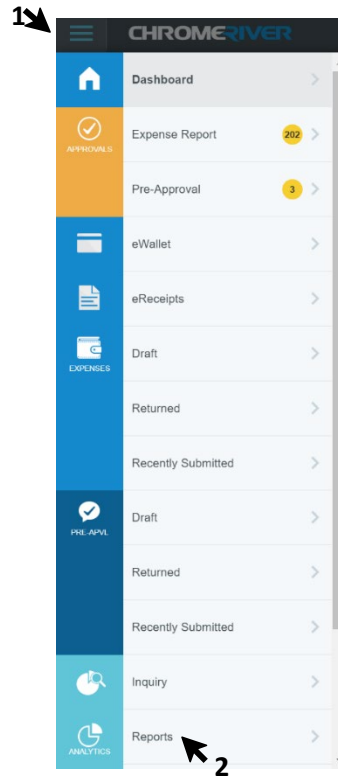 1
CHROMERIVER
Dashboard
APPROVALS
Expense Report 202
Pre-Approval 3
eWallet
eReceipts
EXPENSES
Draft
Returned
Recently Submitted
PRE-APVL
Draft
Returned
Recently Submitted
Inquiry
ANALYTICS
Reports
2